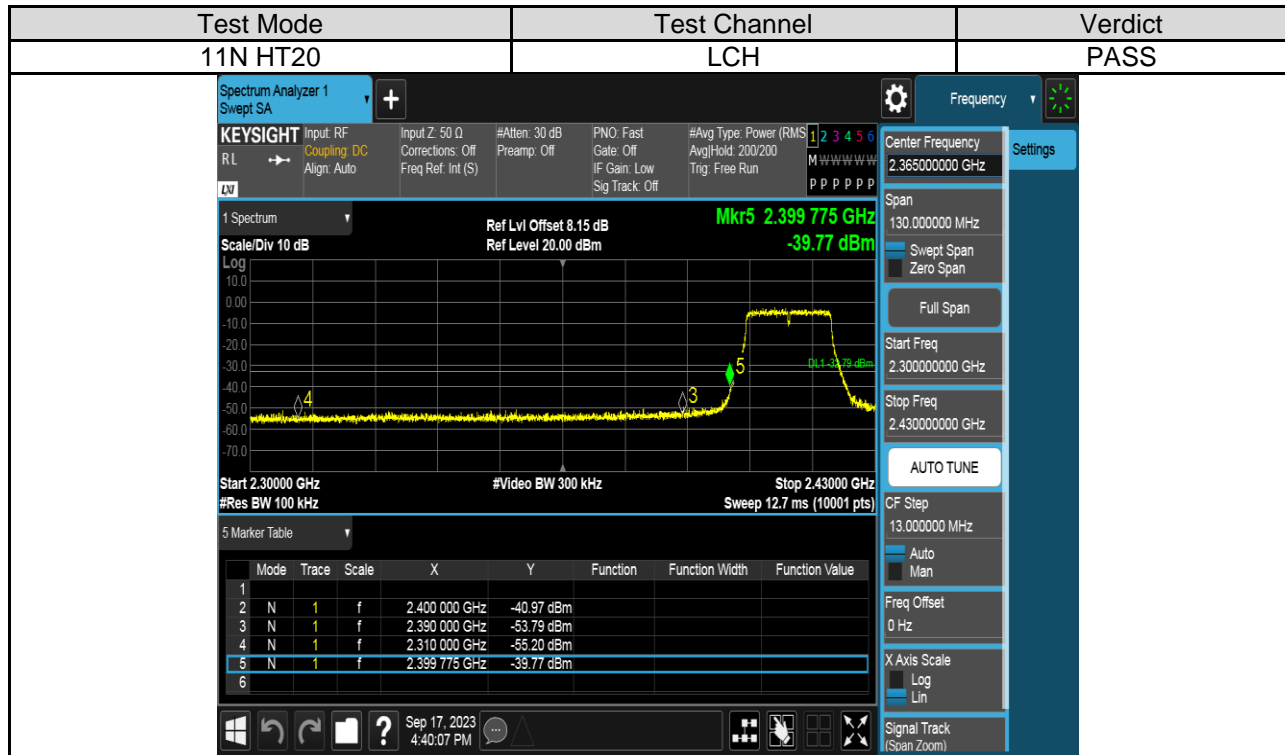 Test Mode Test Channel Verdict
11N HT20 LCH PASS
Spectrum Analyzer 1
Swept SA
+
Frequency
KEYSIGHT
RL
LXI
Input: RF
Coupling: DC
Align: Auto
Input Z: 50 Ω
Corrections: Off
Freq Ref: Int (S)
#Atten: 30 dB
Preamp: Off
PNO: Fast
Gate: Off
IF Gain: Low
Sig Track: Off
#Avg Type: Power (RMS
Avg|Hold: 200/200
Trig: Free Run
1 2 3 4 5 6
M W W W W W
P P P P P P
1 Spectrum
Scale/Div 10 dB
Ref Lvl Offset 8.15 dB
Ref Level 20.00 dBm
Mkr5 2.399 775 GHz
-39.77 dBm
Log
10.0
0.00
-10.0
-20.0
-30.0
-40.0
-50.0
-60.0
-70.0
4
3
5
DL1 -33.79 dBm
Start 2.30000 GHz #Video BW 300 kHz Stop 2.43000 GHz
#Res BW 100 kHz Sweep 12.7 ms (10001 pts)
5 Marker Table
Mode Trace Scale X Y Function Function Width Function Value
1
2 N 1 f 2.400 000 GHz -40.97 dBm
3 N 1 f 2.390 000 GHz -53.79 dBm
4 N 1 f 2.310 000 GHz -55.20 dBm
5 N 1 f 2.399 775 GHz -39.77 dBm
6
?
Sep 17, 2023
4:40:07 PM
Center Frequency
2.365000000 GHz
Settings
Span
130.000000 MHz
Swept Span
Zero Span
Full Span
Start Freq
2.300000000 GHz
Stop Freq
2.430000000 GHz
AUTO TUNE
CF Step
13.000000 MHz
Auto
Man
Freq Offset
0 Hz
X Axis Scale
Log
Lin
Signal Track
(Span Zoom)